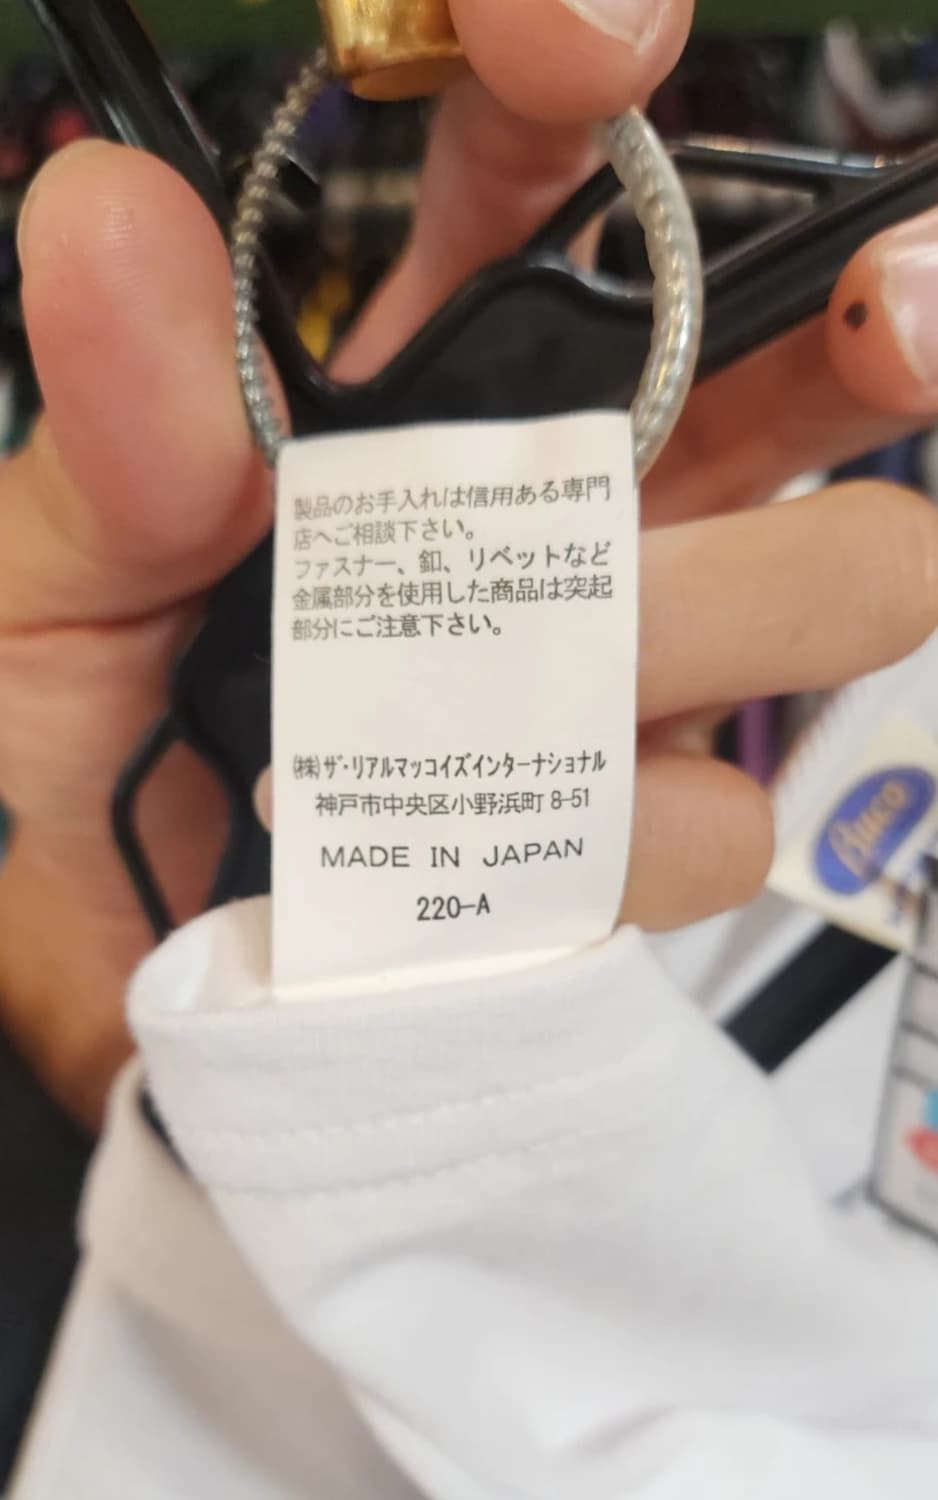 製品のお手入れは信用ある専門
店へご相談下さい。
ファスナー、釦、リベットなど
金属部分を使用した商品は突起
部分にご注意下さい。
㈱ザ・リアルマッコイズインターナショナル
神戸市中央区小野浜町 8-51
MADE IN JAPAN
220-A
Buco